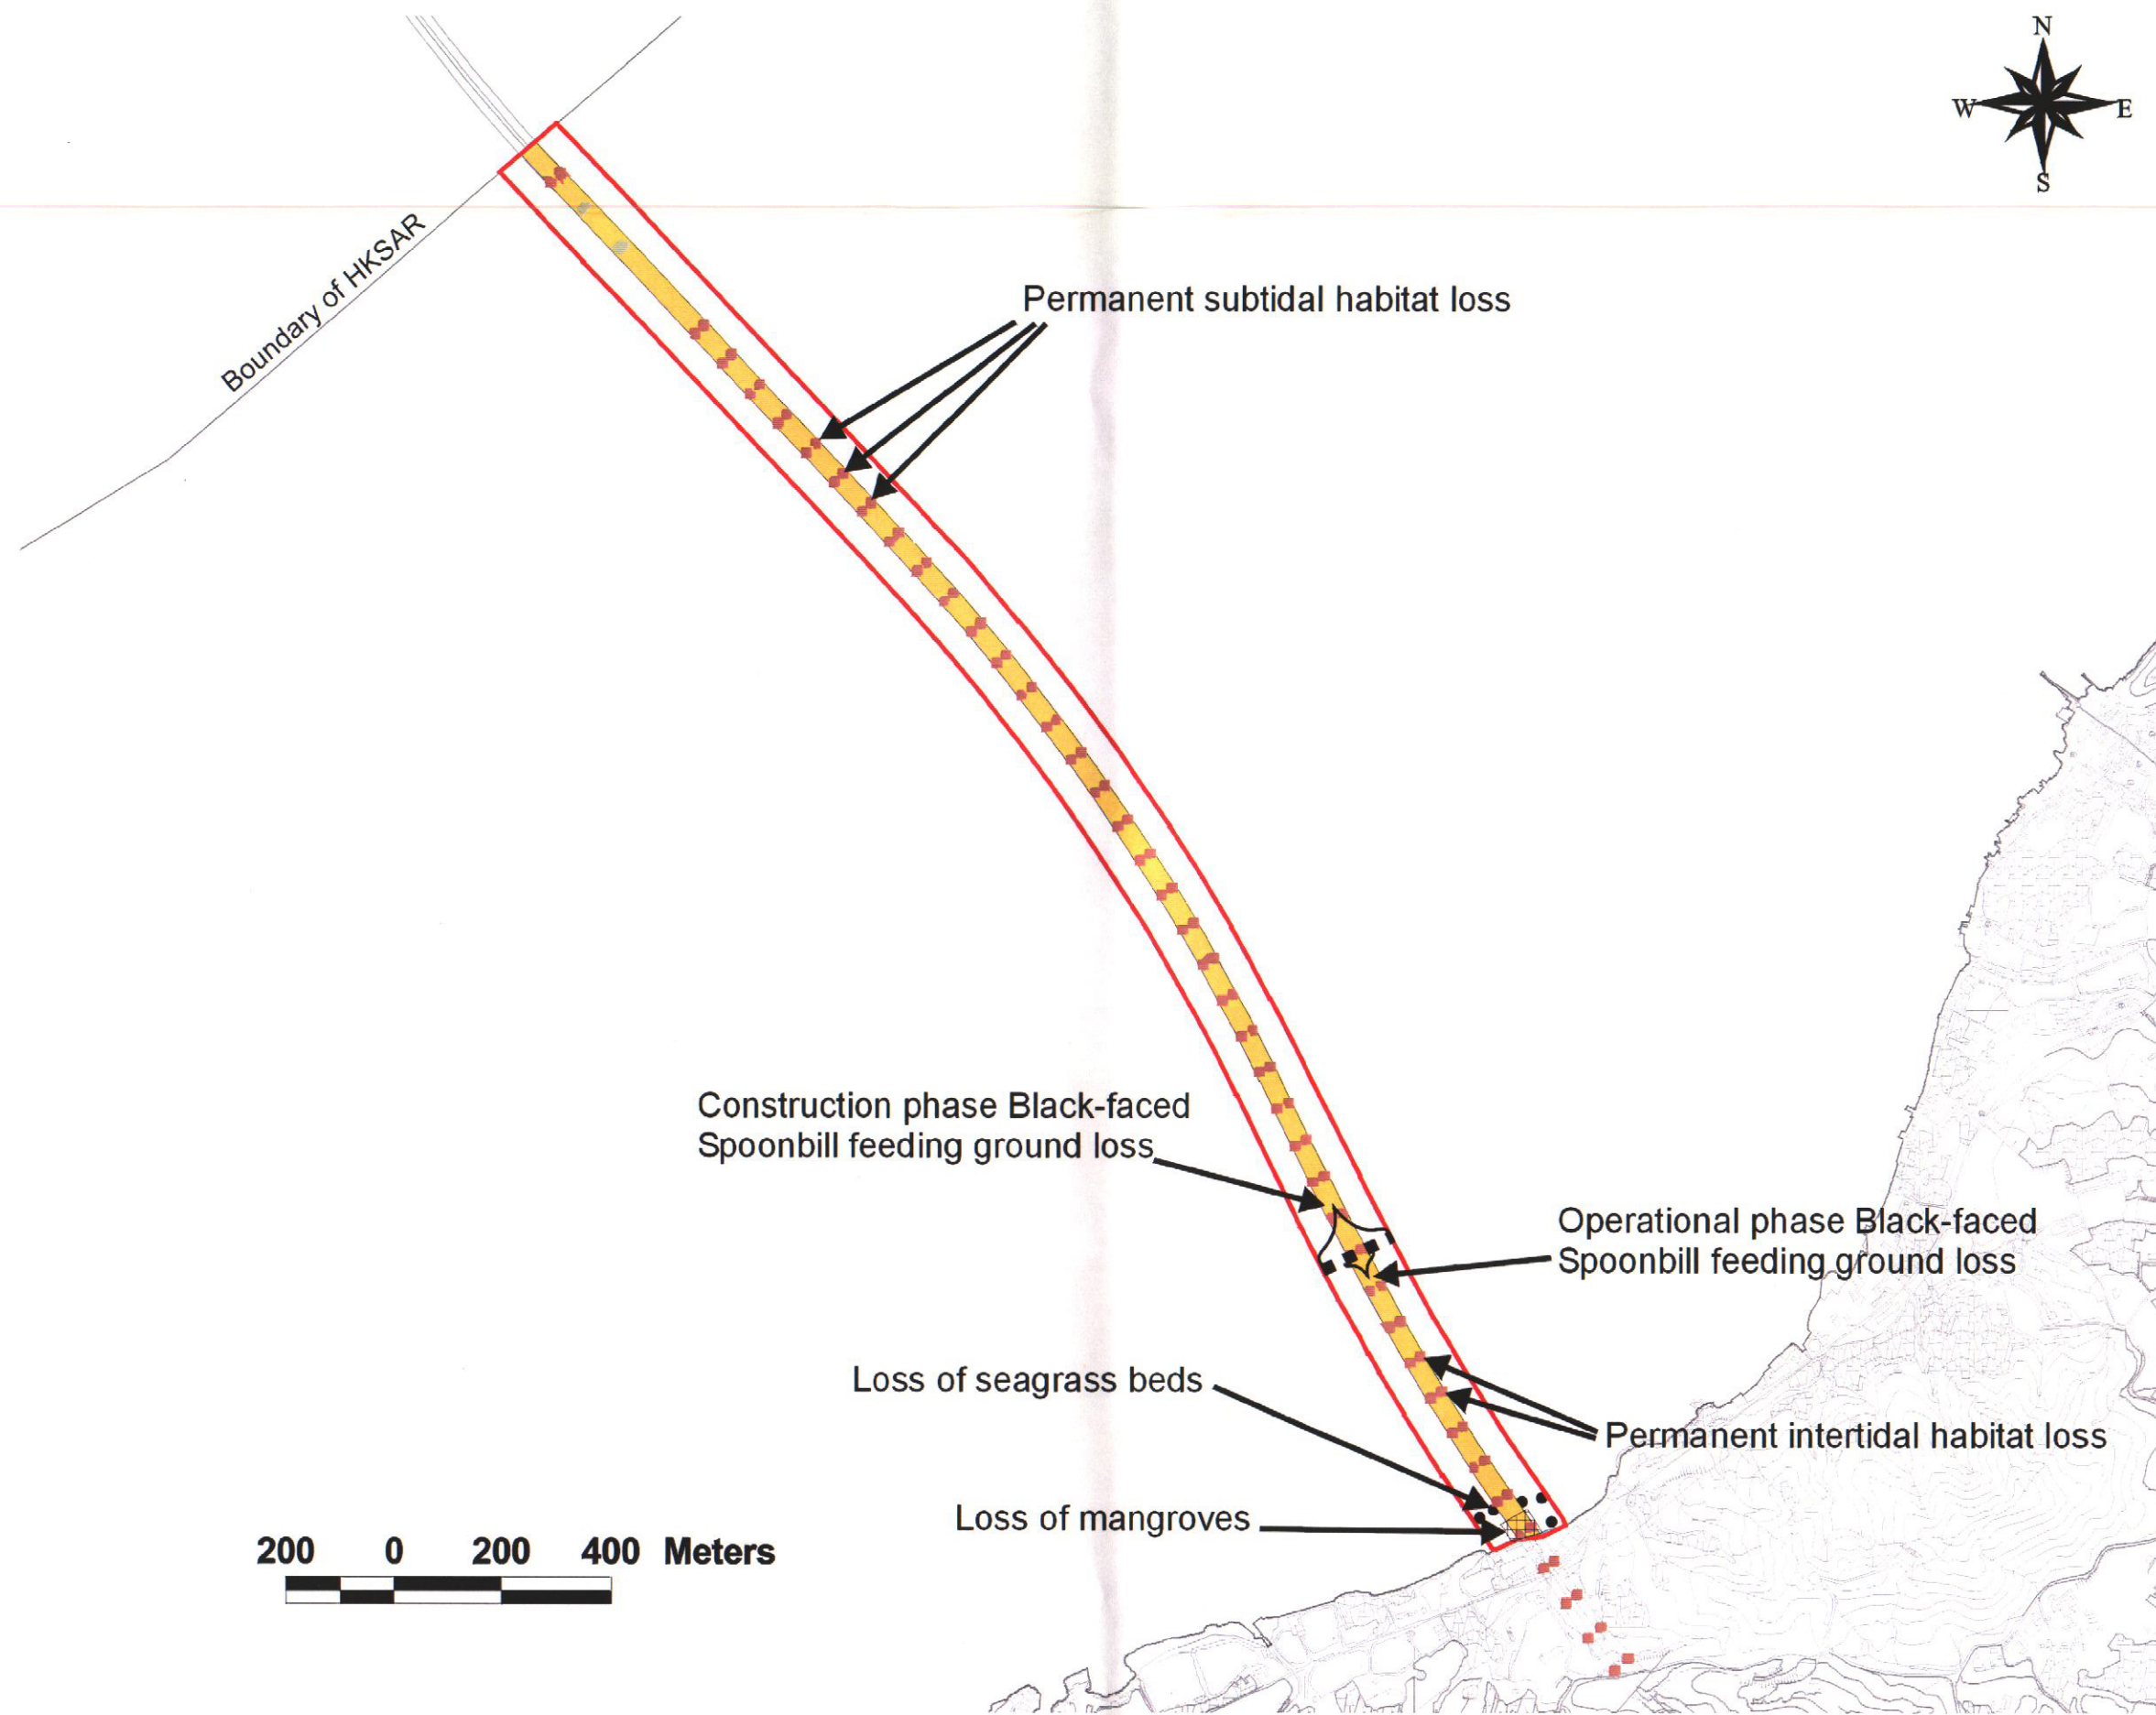 N
W E
S
Boundary of HKSAR
Permanent subtidal habitat loss
Construction phase Black-faced
Spoonbill feeding ground loss
Operational phase Black-faced
Spoonbill feeding ground loss
Loss of seagrass beds
Permanent intertidal habitat loss
Loss of mangroves
200 0 200 400 Meters